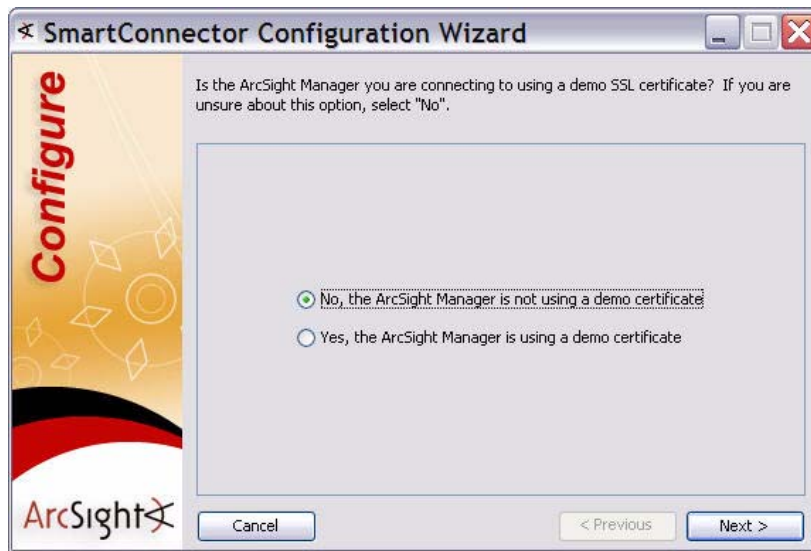 SmartConnector Configuration Wizard
Configure
Is the ArcSight Manager you are connecting to using a demo SSL certificate? If you are
unsure about this option, select "No".
No, the ArcSight Manager is not using a demo certificate
Yes, the ArcSight Manager is using a demo certificate
ArcSight
Cancel
< Previous
Next >